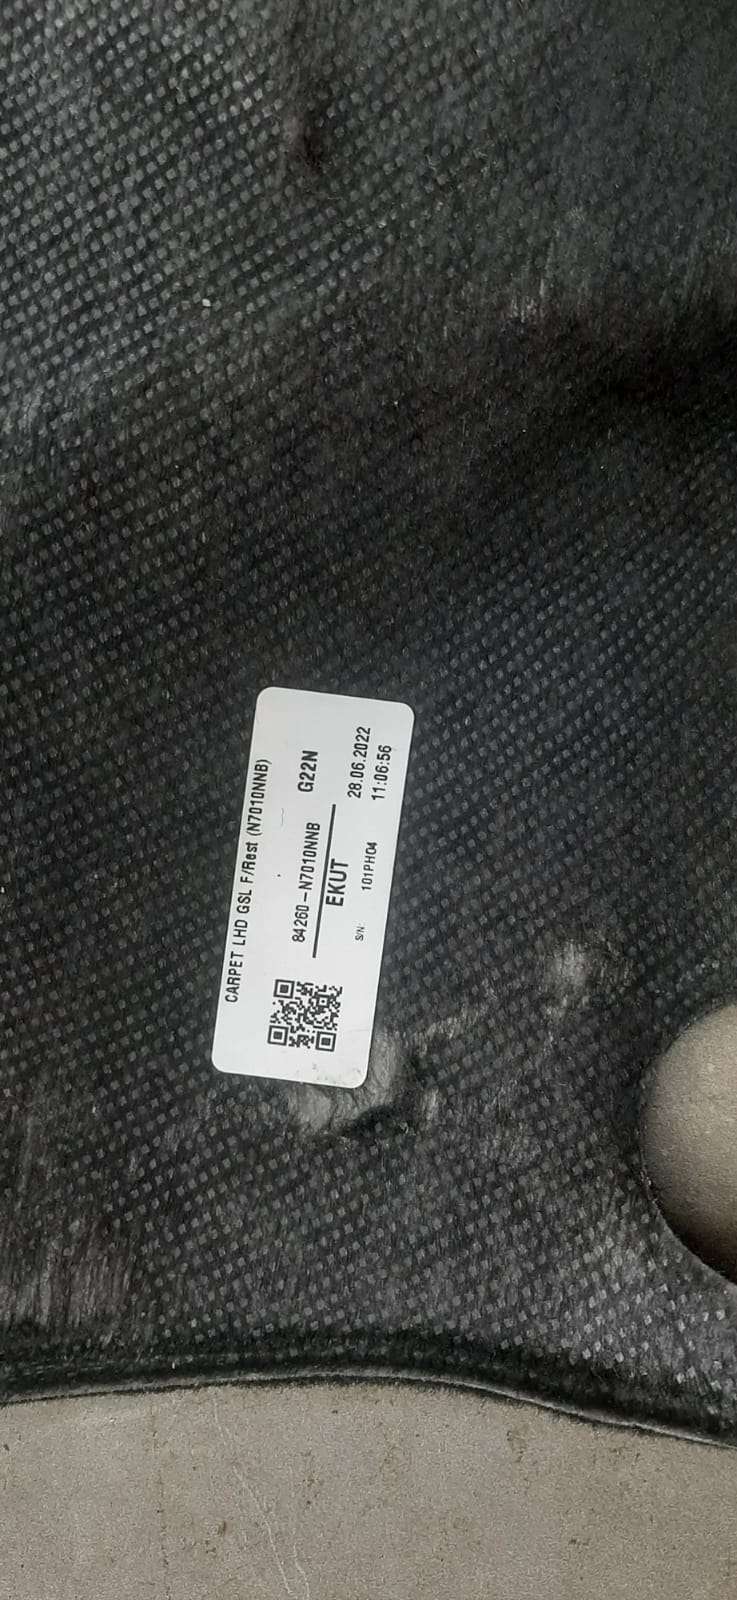 CARPET LHD GSL F/Rest (N7010NNB)
84260-N7010NNB G22N
EKUT
28.06.2022
S/N: 101PH04 11:06:56